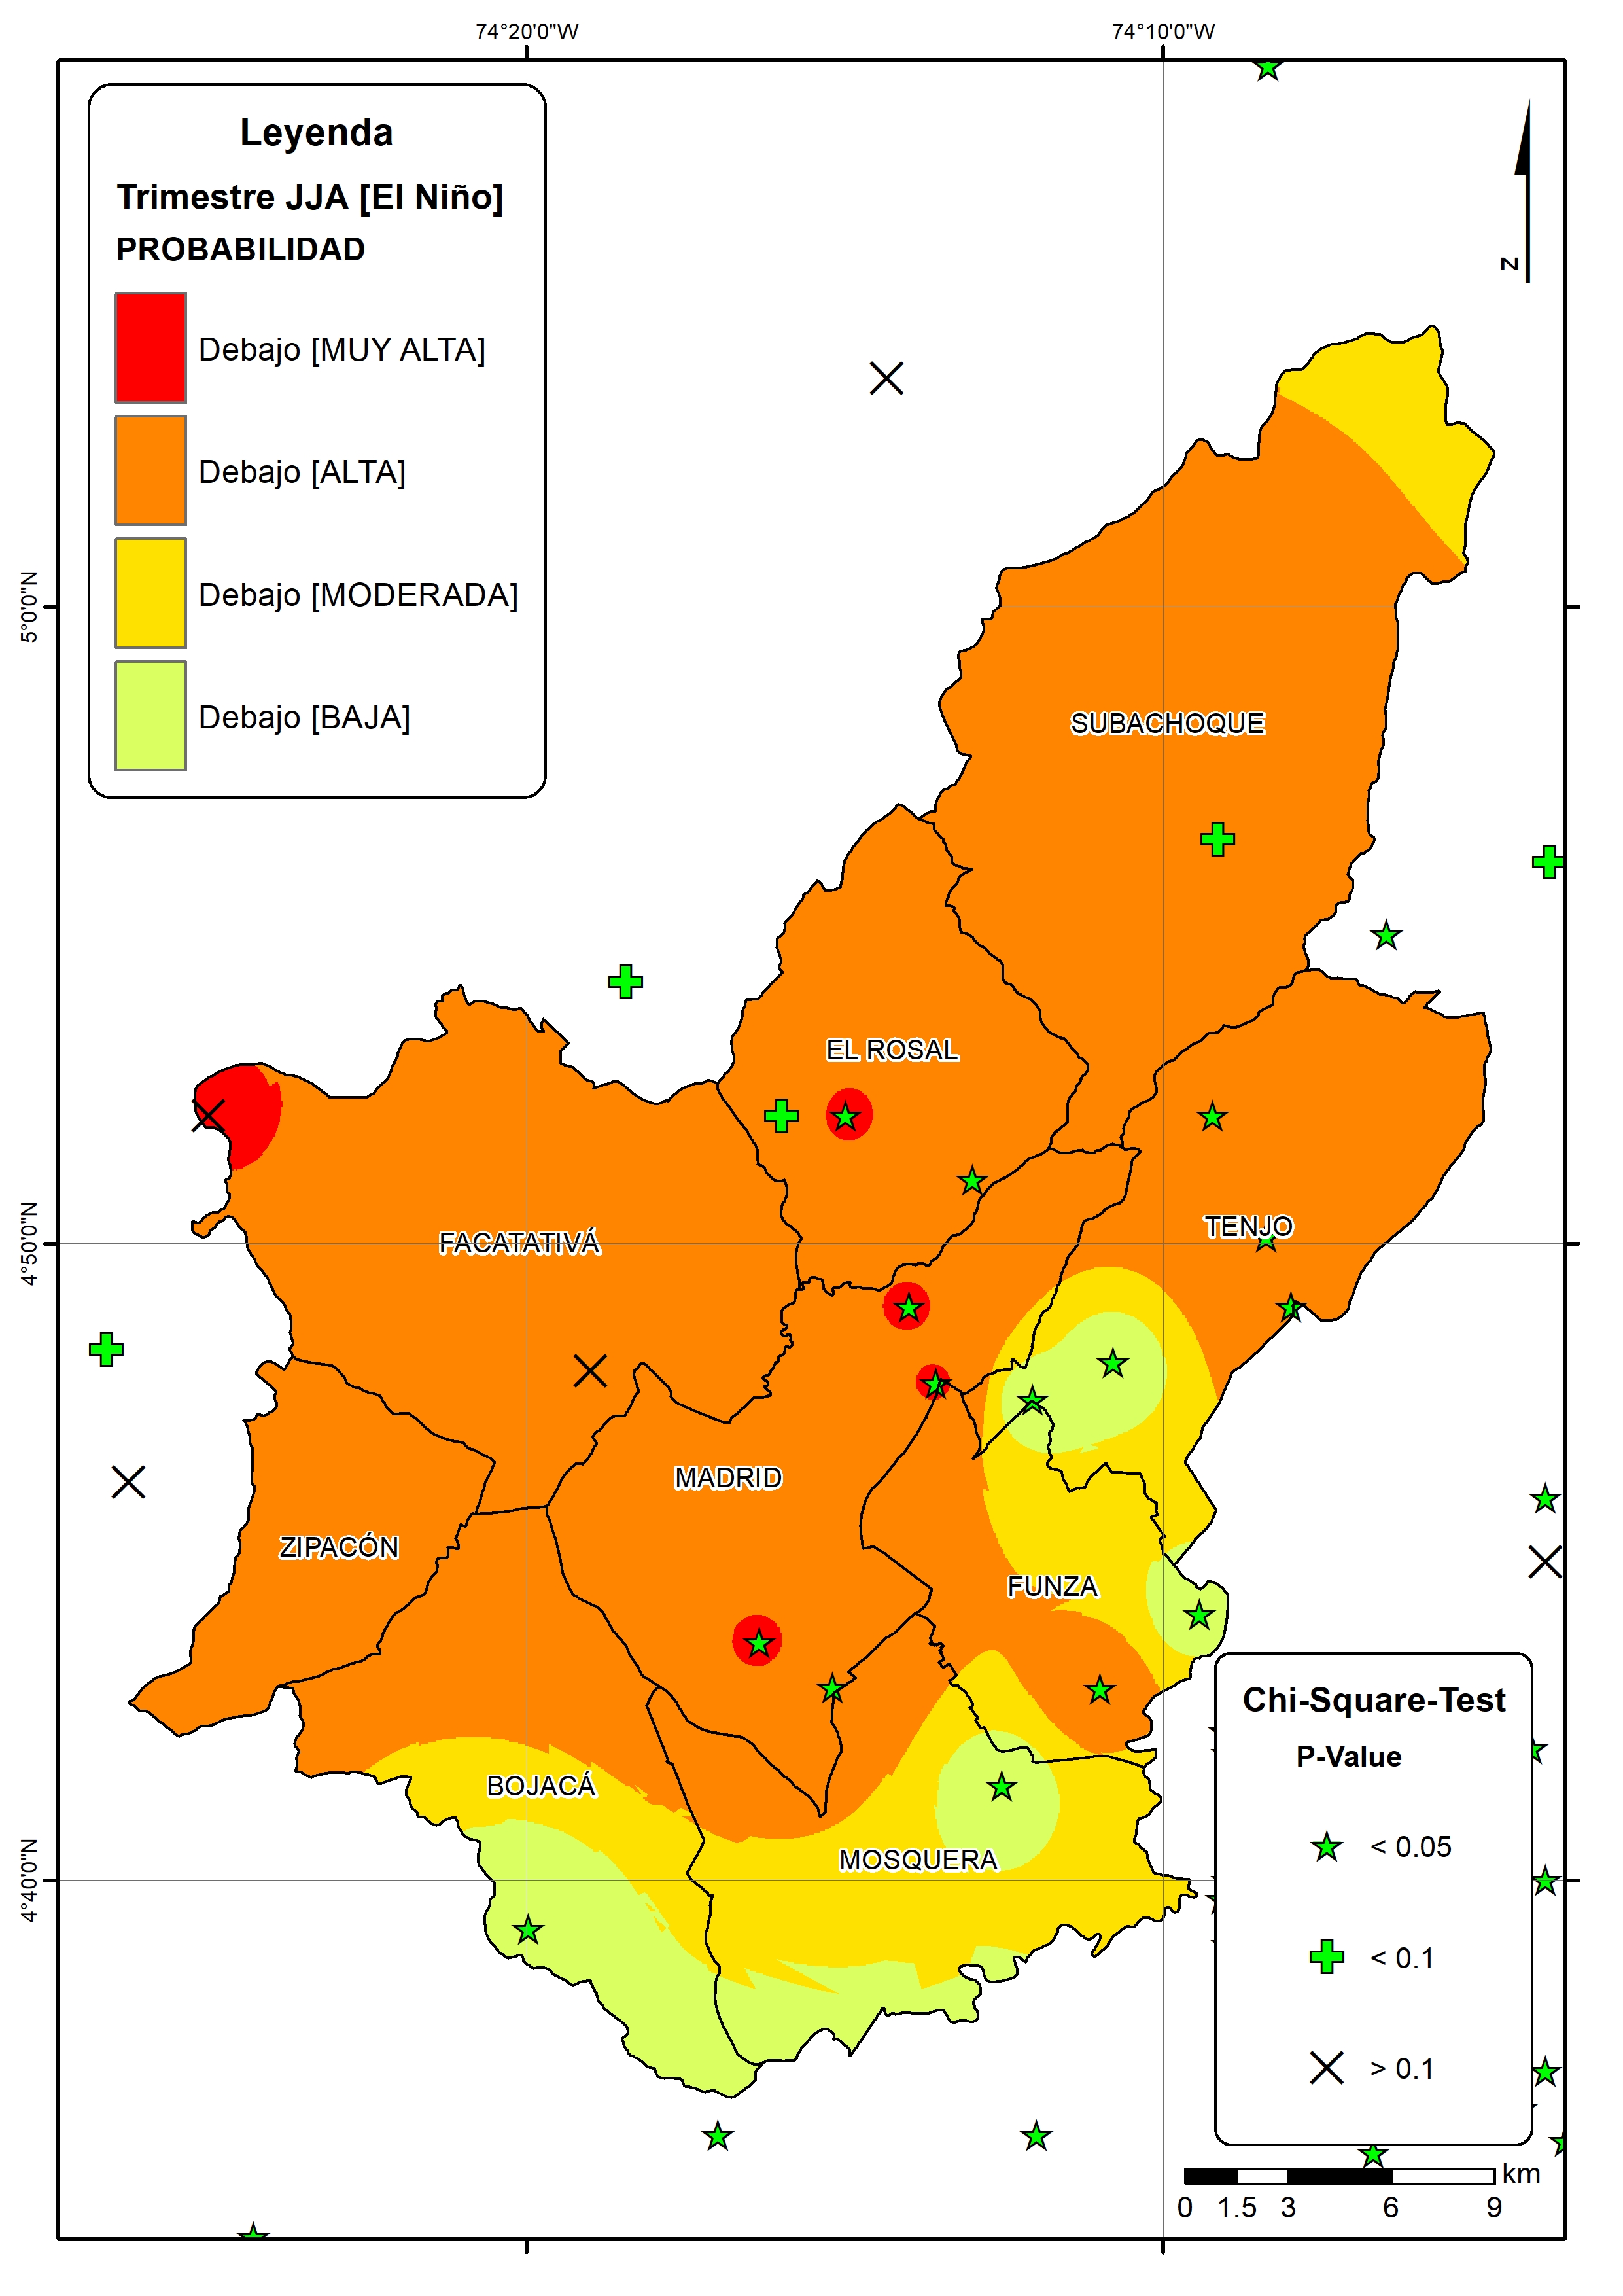 74°20'0"W
74°10'0"W
Leyenda
Trimestre JJA [El Niño]
PROBABILIDAD
Debajo [MUY ALTA]
Debajo [ALTA]
Debajo [MODERADA]
Debajo [BAJA]
N
5°0'0"N
SUBACHOQUE
EL ROSAL
TENJO
4°50'0"N
FACATATIVÁ
MADRID
ZIPACÓN
FUNZA
BOJACÁ
MOSQUERA
4°40'0"N
Chi-Square-Test
P-Value
< 0.05
< 0.1
> 0.1
km
0 1.5 3 6 9